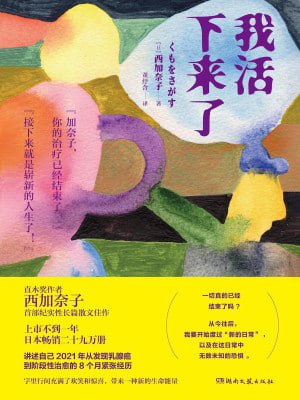 我活
下来了
くもをさがす
[日]西加奈子 著
译
『加奈子，
你的治疗已经结束了。
接下来就是崭新的人生了！』
直木奖作者
西加奈子
首部纪实性长篇散文佳作
上市不到一年
日本畅销二十九万册
讲述自己2021年从发现乳腺癌
到阶段性治愈的8个月紧张经历
字里行间充满了欢笑和惊喜，带来一种新的生命能量
一切真的已经
结束了吗？
从今往后，
我要开始度过“新的日常”，
以及在这日常中
无数未知的恐惧。
湖南文艺出版社